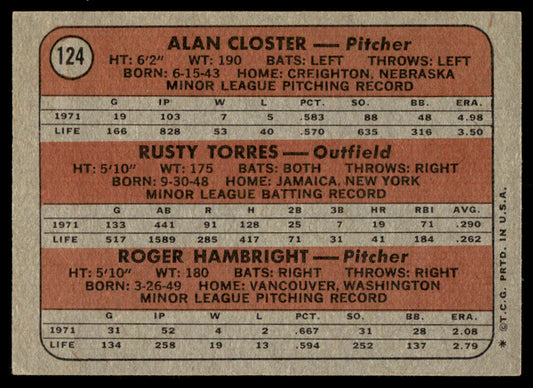 124
ALAN CLOSTER — Pitcher
HT: 6'2" WT: 190 BATS: LEFT THROWS: LEFT
BORN: 6-15-43 HOME: CREIGHTON, NEBRASKA
MINOR LEAGUE PITCHING RECORD
G IP W L PCT. SO. BB. ERA.
1971 19 103 7 5 .583 88 48 4.98
LIFE 166 828 53 40 .570 635 316 3.50
RUSTY TORRES — Outfield
HT: 5'10" WT: 175 BATS: BOTH THROWS: RIGHT
BORN: 9-30-48 HOME: JAMAICA, NEW YORK
MINOR LEAGUE BATTING RECORD
G AB R H 2B 3B HR RBI AVG.
1971 133 441 91 128 25 7 19 71 .290
LIFE 517 1589 285 417 71 31 41 184 .262
ROGER HAMBRIGHT — Pitcher
HT: 5'10" WT: 180 BATS: RIGHT THROWS: RIGHT
BORN: 3-26-49 HOME: VANCOUVER, WASHINGTON
MINOR LEAGUE PITCHING RECORD
G IP W L PCT. SO. BB. ERA.
1971 31 52 4 2 .667 31 28 2.08
LIFE 134 258 19 13 .594 252 137 2.79
* ©T.C.G. PRTD. IN U.S.A.